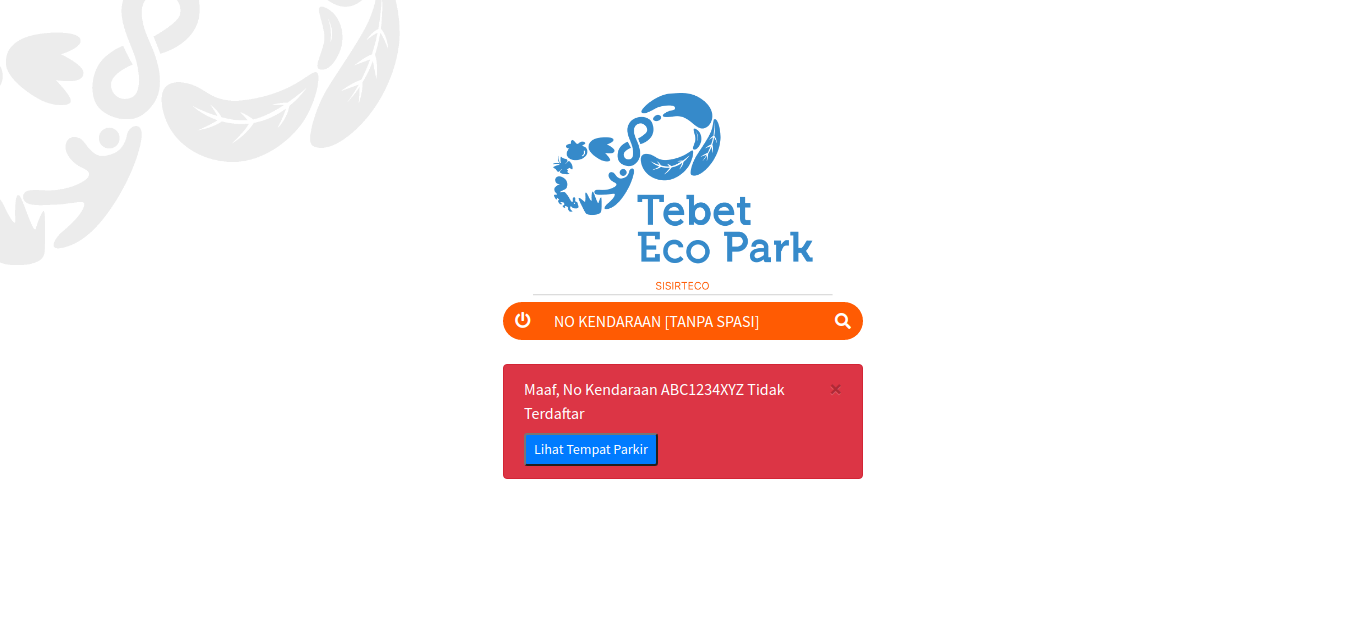 Tebet
Eco Park
SISIRTECO
NO KENDARAAN [TANPA SPASI]
Maaf, No Kendaraan ABC1234XYZ Tidak
Terdaftar
×
Lihat Tempat Parkir